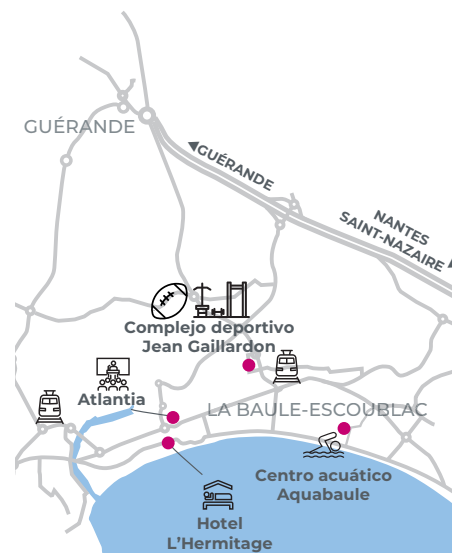 GUÉRANDE
GUÉRANDE
NANTES
SAINT-NAZAIRE
Complejo deportivo
Jean Gaillardon
Atlantia
LA BAULE-ESCOUBLAC
Centro acuático
Aquabaule
Hotel
L’Hermitage